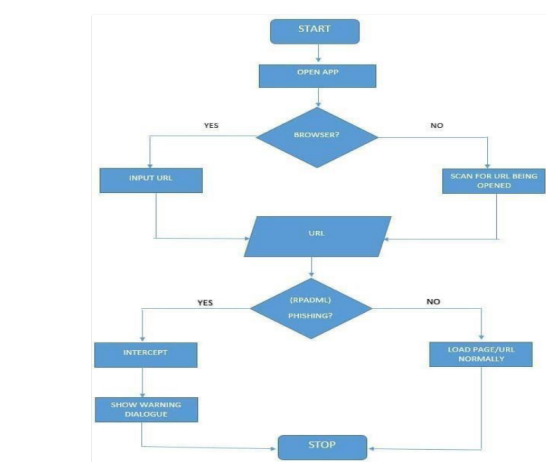 START
OPEN APP
YES
BROWSER?
NO
INPUT URL
SCAN FOR URL BEING
OPENED
URL
YES
(RPADML)
PHISHING?
NO
INTERCEPT
LOAD PAGE/URL
NORMALLY
SHOW WARNING
DIALOGUE
STOP